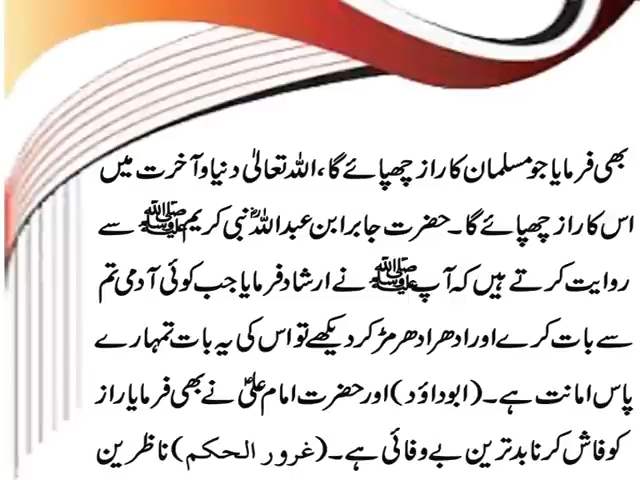 بھی فرمایا جو مسلمان کا راز چھپائے گا، اللہ تعالیٰ دنیا و آخرت میں
اس کا راز چھپائے گا۔ حضرت جابر ابن عبداللہؓ نبی کریم ﷺ سے
روایت کرتے ہیں کہ آپ ﷺ نے ارشاد فرمایا جب کوئی آدمی تم
سے بات کرے اور ادھر ادھر مڑ کر دیکھے تو اس کی یہ بات تمہارے
پاس امانت ہے۔ (ابوداؤد) اور حضرت امام علیؑ نے بھی فرمایا راز
کو فاش کرنا بدترین بے وفائی ہے۔ (غرور الحکم) ناظرین